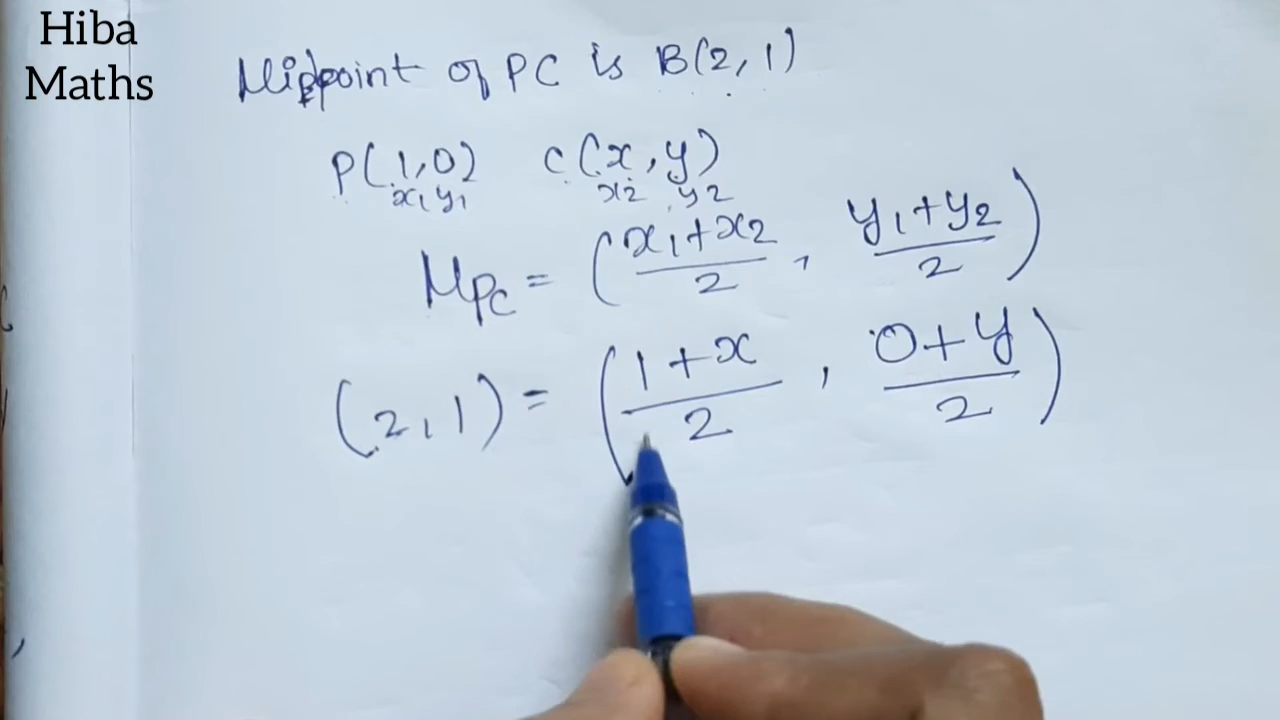 Hiba
Maths
Midpoint of PC is B(2, 1)
P(1,0) C(x, y)
x1 y1 x2 y2
MPC = (x1+x2/2, y1+y2/2)
(2, 1) = (1+x/2, 0+y/2)